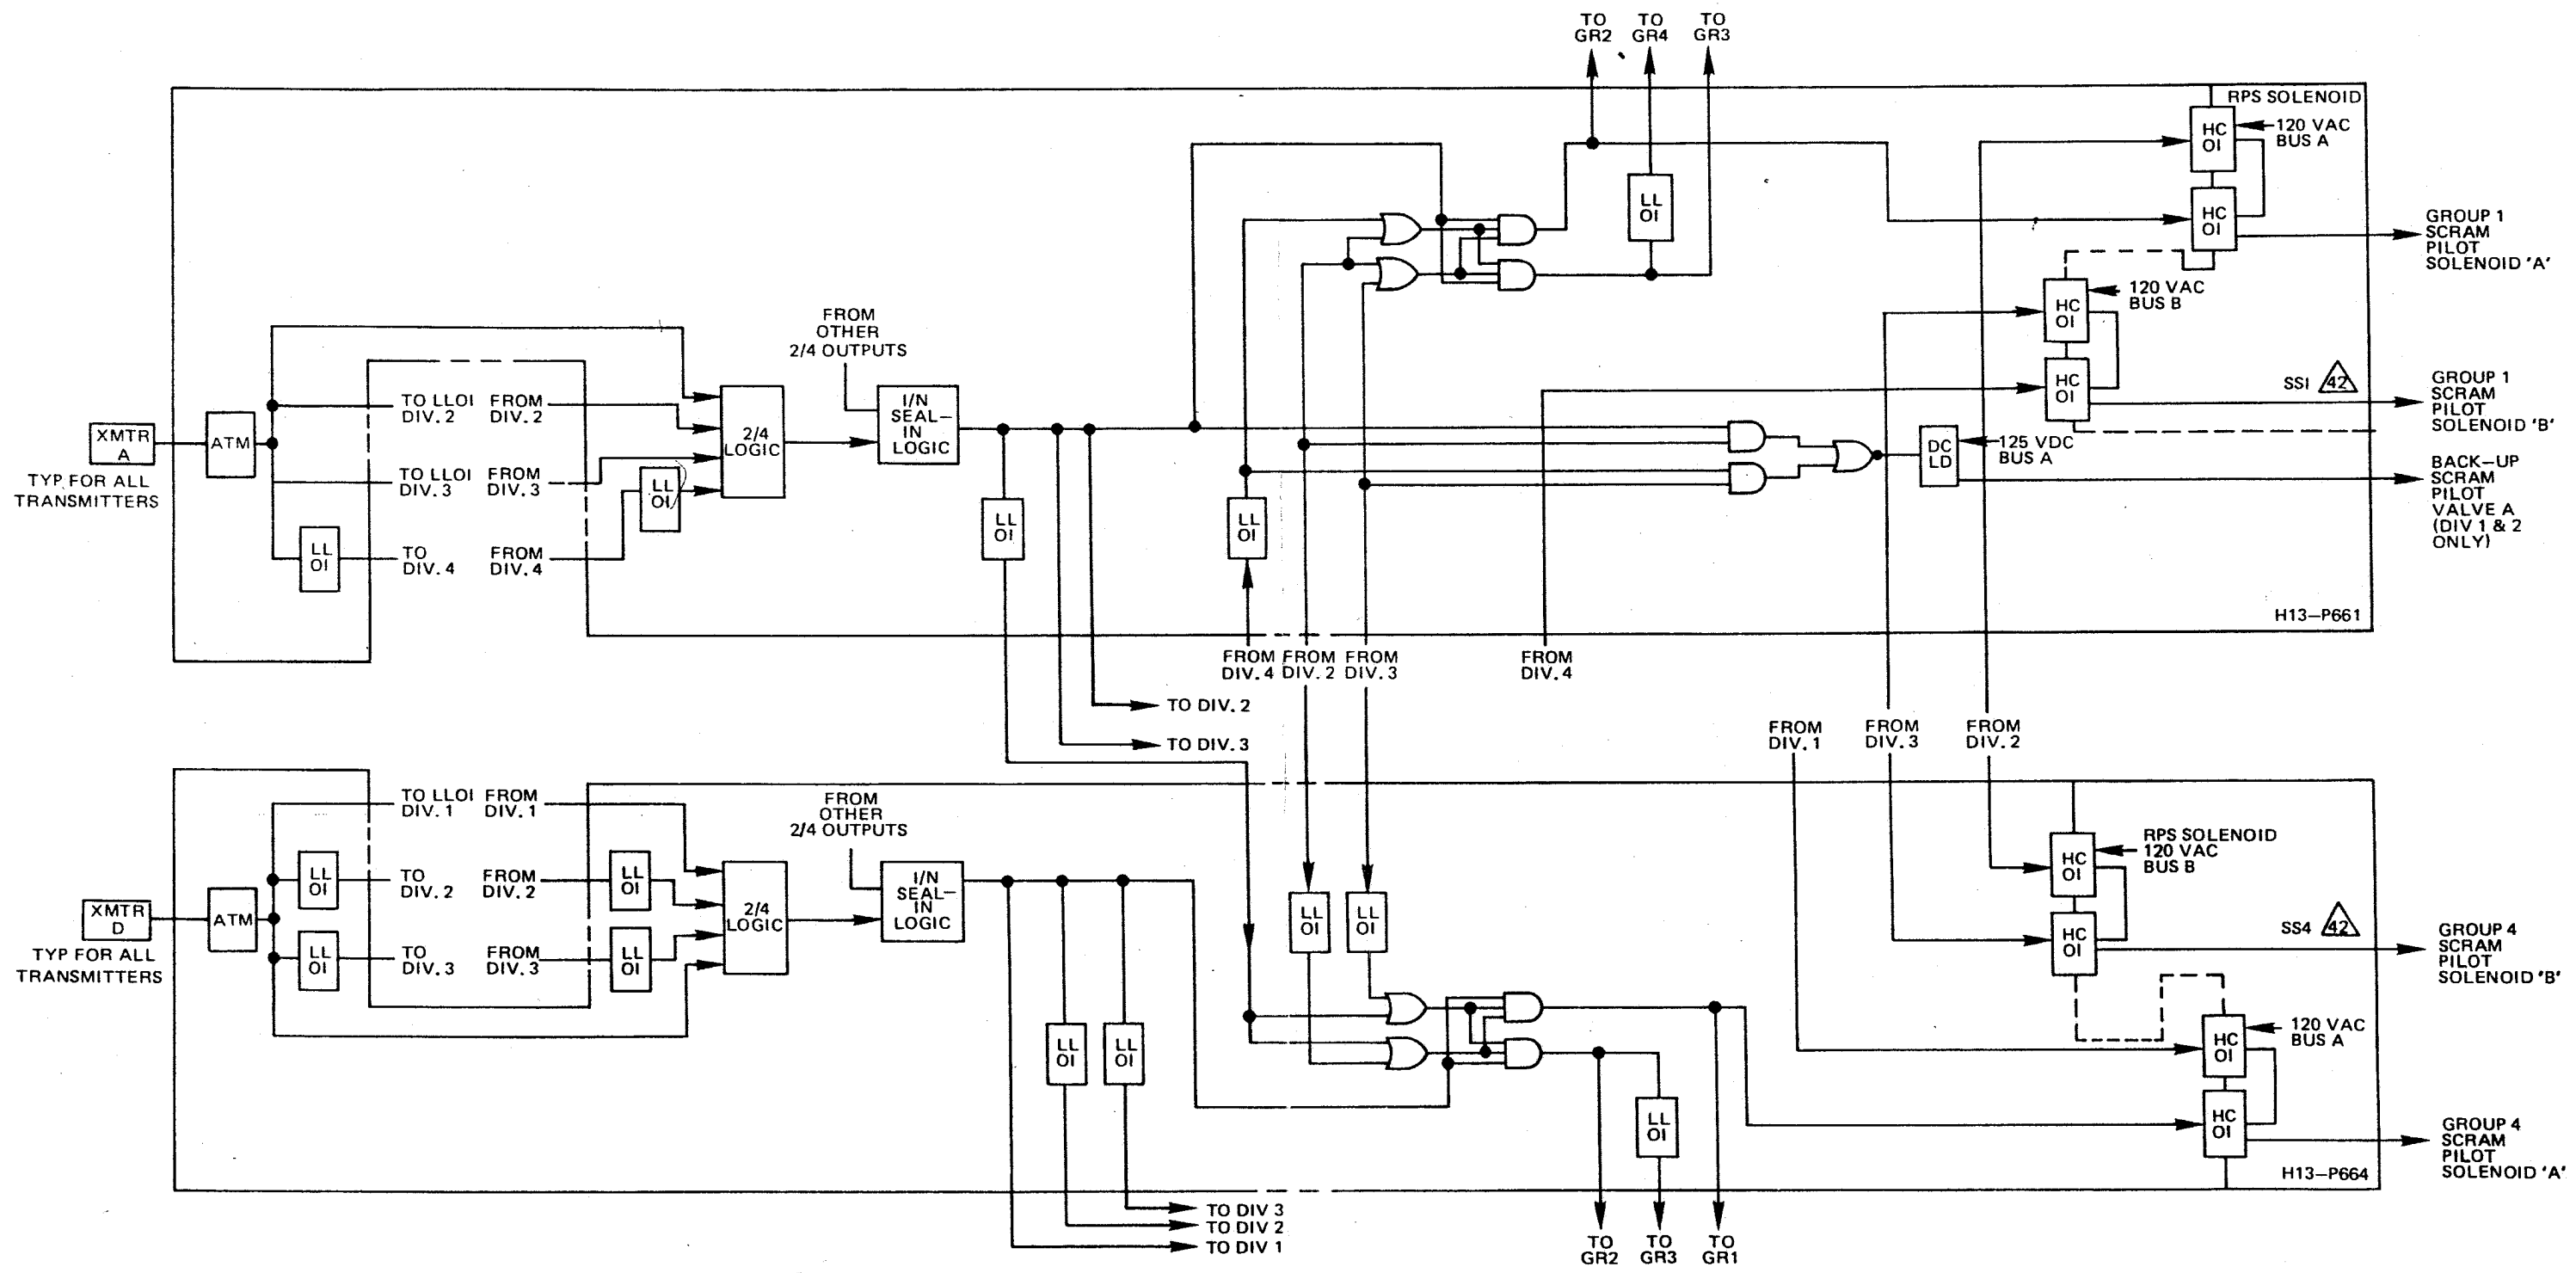 TO
GR2
TO
GR4
TO
GR3
RPS SOLENOID
HC
OI
120 VAC
BUS A
HC
OI
GROUP 1
SCRAM
PILOT
SOLENOID 'A'
LL
OI
HC
OI
120 VAC
BUS B
HC
OI
SS1
42
GROUP 1
SCRAM
PILOT
SOLENOID 'B'
FROM
OTHER
2/4 OUTPUTS
XMTR
A
TYP FOR ALL
TRANSMITTERS
ATM
TO LLOI
DIV. 2
FROM
DIV. 2
TO LLOI
DIV. 3
FROM
DIV. 3
LL
OI
TO
DIV. 4
FROM
DIV. 4
LL
OI
2/4
LOGIC
I/N
SEAL–
IN
LOGIC
LL
OI
LL
OI
DC
LD
125 VDC
BUS A
BACK–UP
SCRAM
PILOT
VALVE A
(DIV 1 & 2
ONLY)
H13–P661
FROM
DIV. 4
FROM
DIV. 2
FROM
DIV. 3
FROM
DIV. 4
TO DIV. 2
TO DIV. 3
FROM
DIV. 1
FROM
DIV. 3
FROM
DIV. 2
XMTR
D
TYP FOR ALL
TRANSMITTERS
ATM
TO LLOI
DIV. 1
FROM
DIV. 1
LL
OI
TO
DIV. 2
FROM
DIV. 2
LL
OI
LL
OI
TO
DIV. 3
FROM
DIV. 3
LL
OI
2/4
LOGIC
FROM
OTHER
2/4 OUTPUTS
I/N
SEAL–
IN
LOGIC
LL
OI
LL
OI
LL
OI
LL
OI
HC
OI
RPS SOLENOID
120 VAC
BUS B
HC
OI
SS4
42
GROUP 4
SCRAM
PILOT
SOLENOID 'B'
HC
OI
120 VAC
BUS A
HC
OI
GROUP 4
SCRAM
PILOT
SOLENOID 'A'
LL
OI
H13–P664
TO DIV 3
TO DIV 2
TO DIV 1
TO
GR2
TO
GR3
TO
GR1